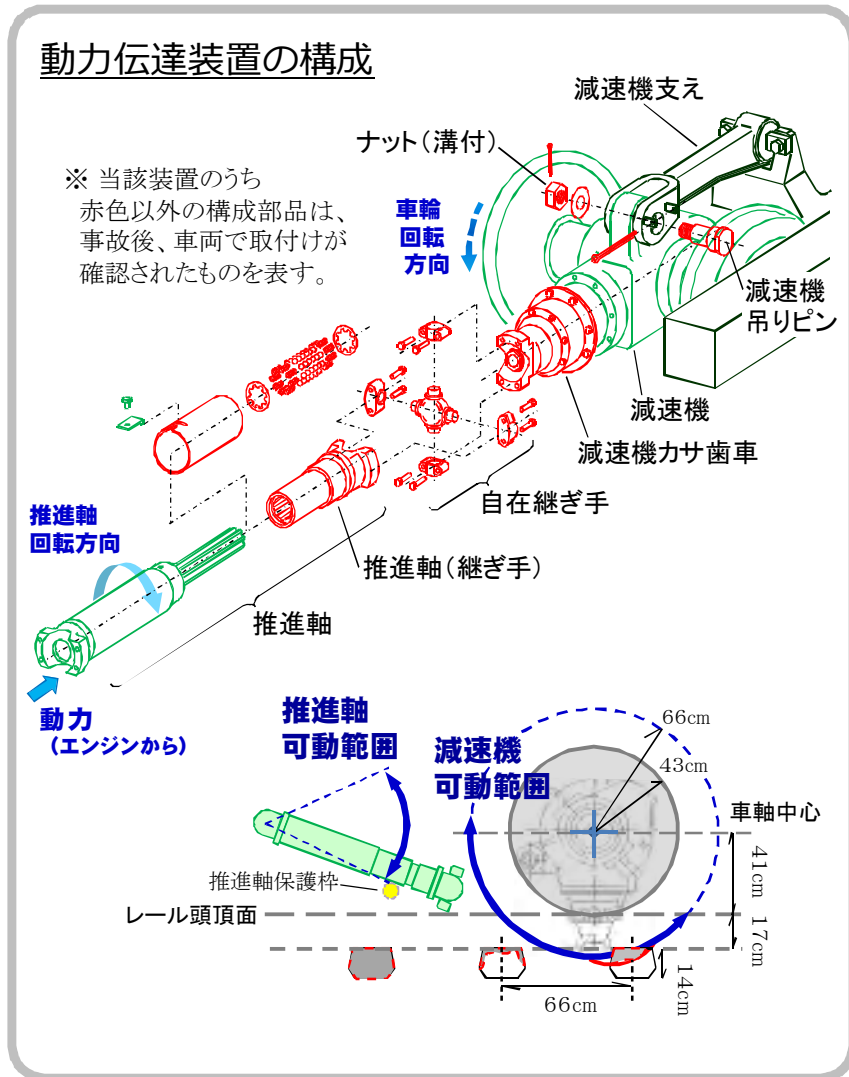 動力伝達装置の構成
減速機支え
ナット（溝付）
※ 当該装置のうち
赤色以外の構成部品は、
事故後、車両で取付けが
確認されたものを表す。
車輪
回転
方向
減速機
吊りピン
減速機
減速機カサ歯車
自在継ぎ手
推進軸
回転方向
推進軸（継ぎ手）
推進軸
動力
（エンジンから）
推進軸
可動範囲
減速機
可動範囲
66cm
43cm
車軸中心
推進軸保護枠
レール頭頂面
41cm
17cm
14cm
66cm